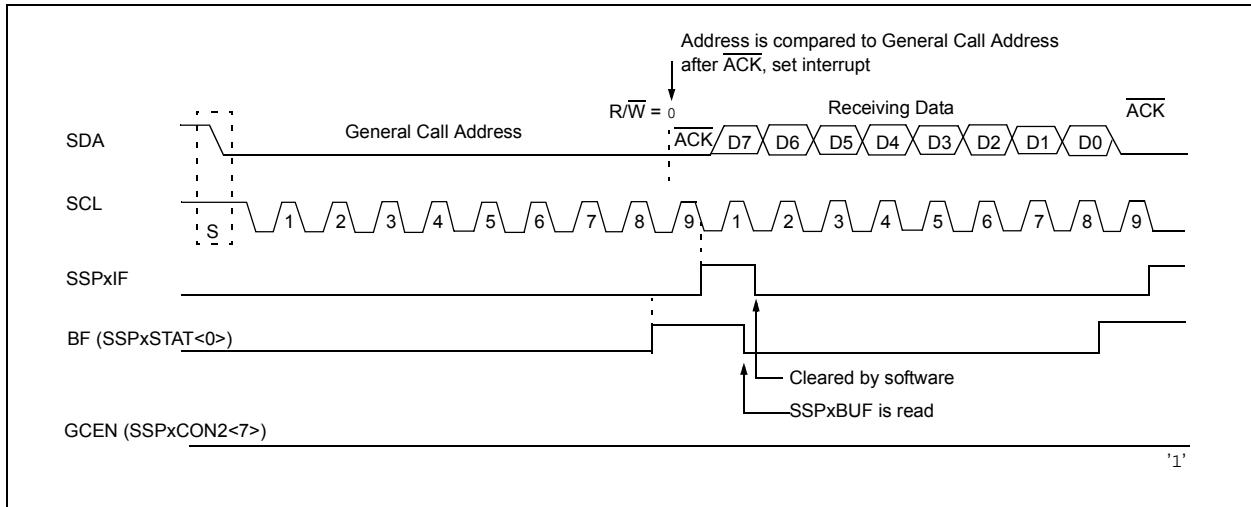 Address is compared to General Call Address
after ACK, set interrupt
R/W = 0
Receiving Data
ACK
SDA
General Call Address
ACK
D7 D6 D5 D4 D3 D2 D1 D0
SCL
S
1 2 3 4 5 6 7 8 9 1 2 3 4 5 6 7 8 9
SSPxIF
BF (SSPxSTAT<0>)
Cleared by software
SSPxBUF is read
GCEN (SSPxCON2<7>)
'1'